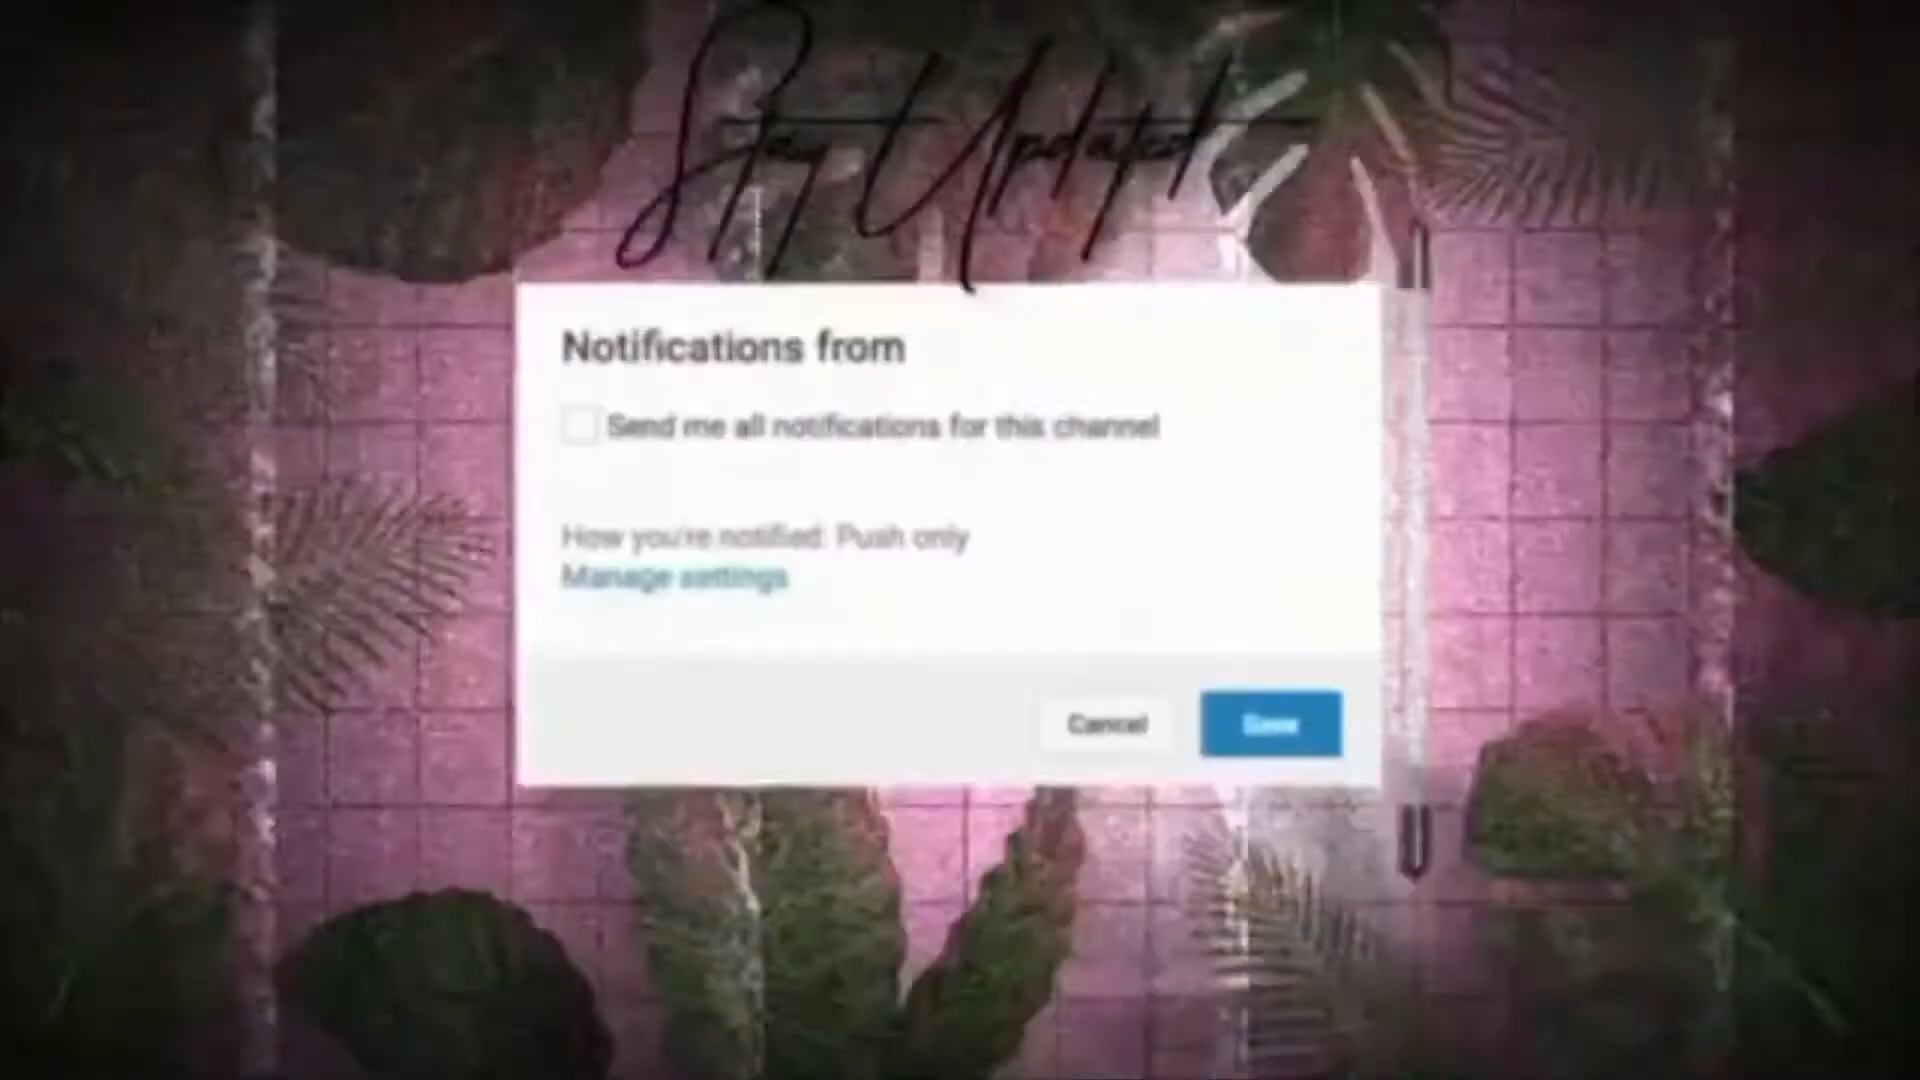 Stay Updated
Notifications from
Send me all notifications for this channel
How you're notified: Push only
Manage settings
Cancel
Save